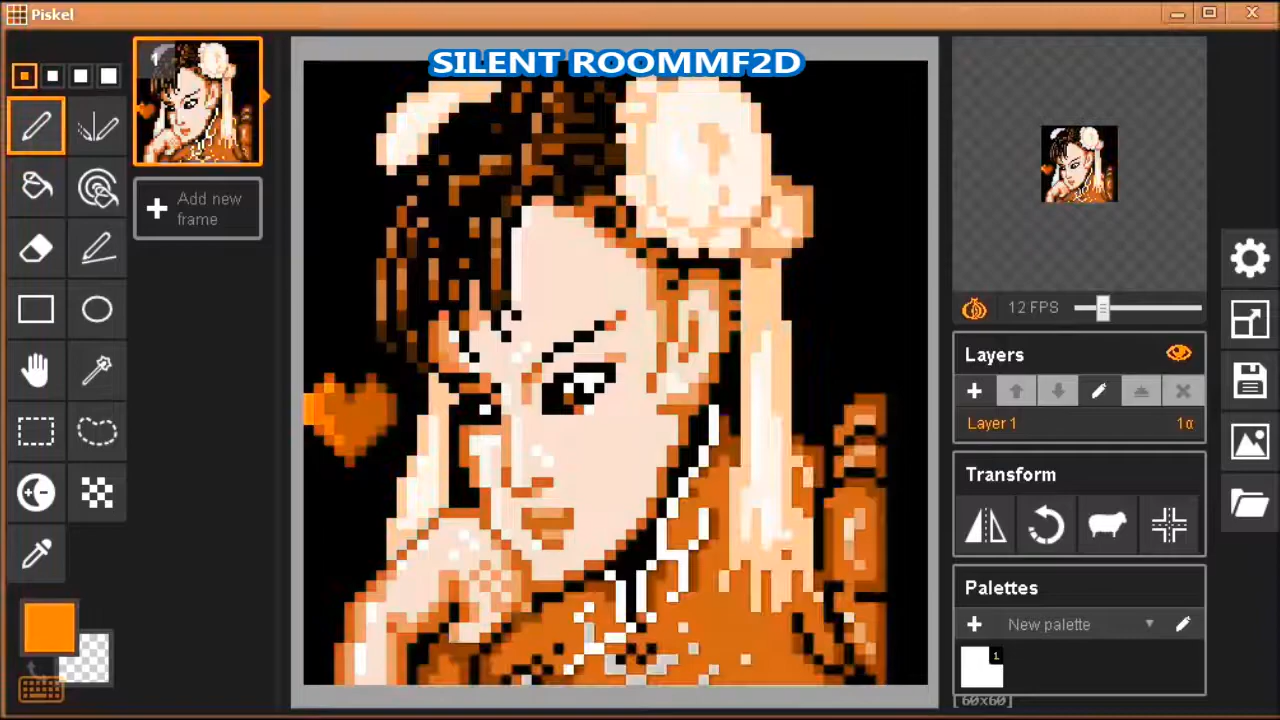 Piskel
SILENT ROOMMF2D
Add new
frame
12 FPS
Layers
Layer 1
1α
Transform
Palettes
New palette
1
[60x60]